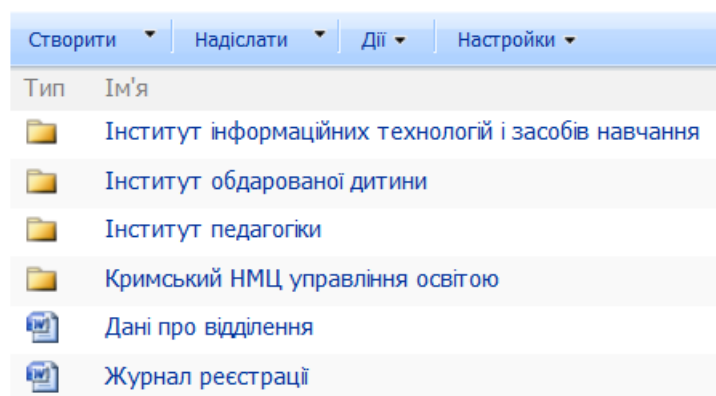 Створити Надіслати Дії Настройки
Тип Ім'я
Інститут інформаційних технологій і засобів навчання
Інститут обдарованої дитини
Інститут педагогіки
Кримський НМЦ управління освітою
Дані про відділення
Журнал реєстрації